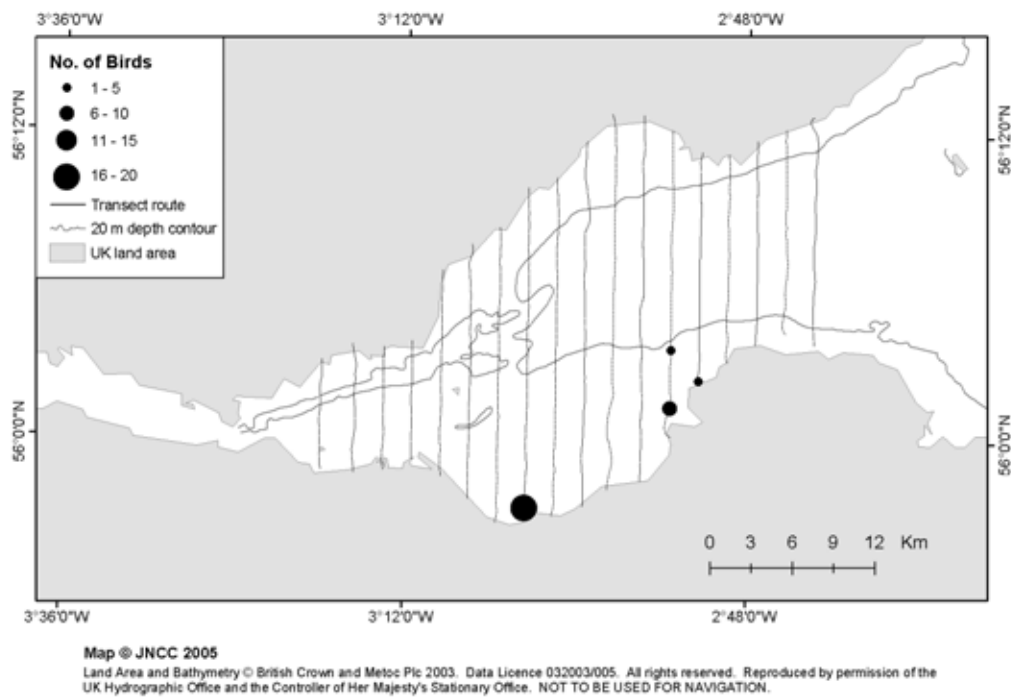 3°36'0"W 3°12'0"W 2°48'0"W
No. of Birds
1 - 5
6 - 10
11 - 15
16 - 20
Transect route
20 m depth contour
UK land area
56°12'0"N
56°12'0"N
56°0'0"N
56°0'0"N
0 3 6 9 12 Km
3°36'0"W 3°12'0"W 2°48'0"W
Map © JNCC 2005
Land Area and Bathymetry © British Crown and Metoc Plc 2003. Data Licence 032003/005. All rights reserved. Reproduced by permission of the
UK Hydrographic Office and the Controller of Her Majesty's Stationary Office. NOT TO BE USED FOR NAVIGATION.